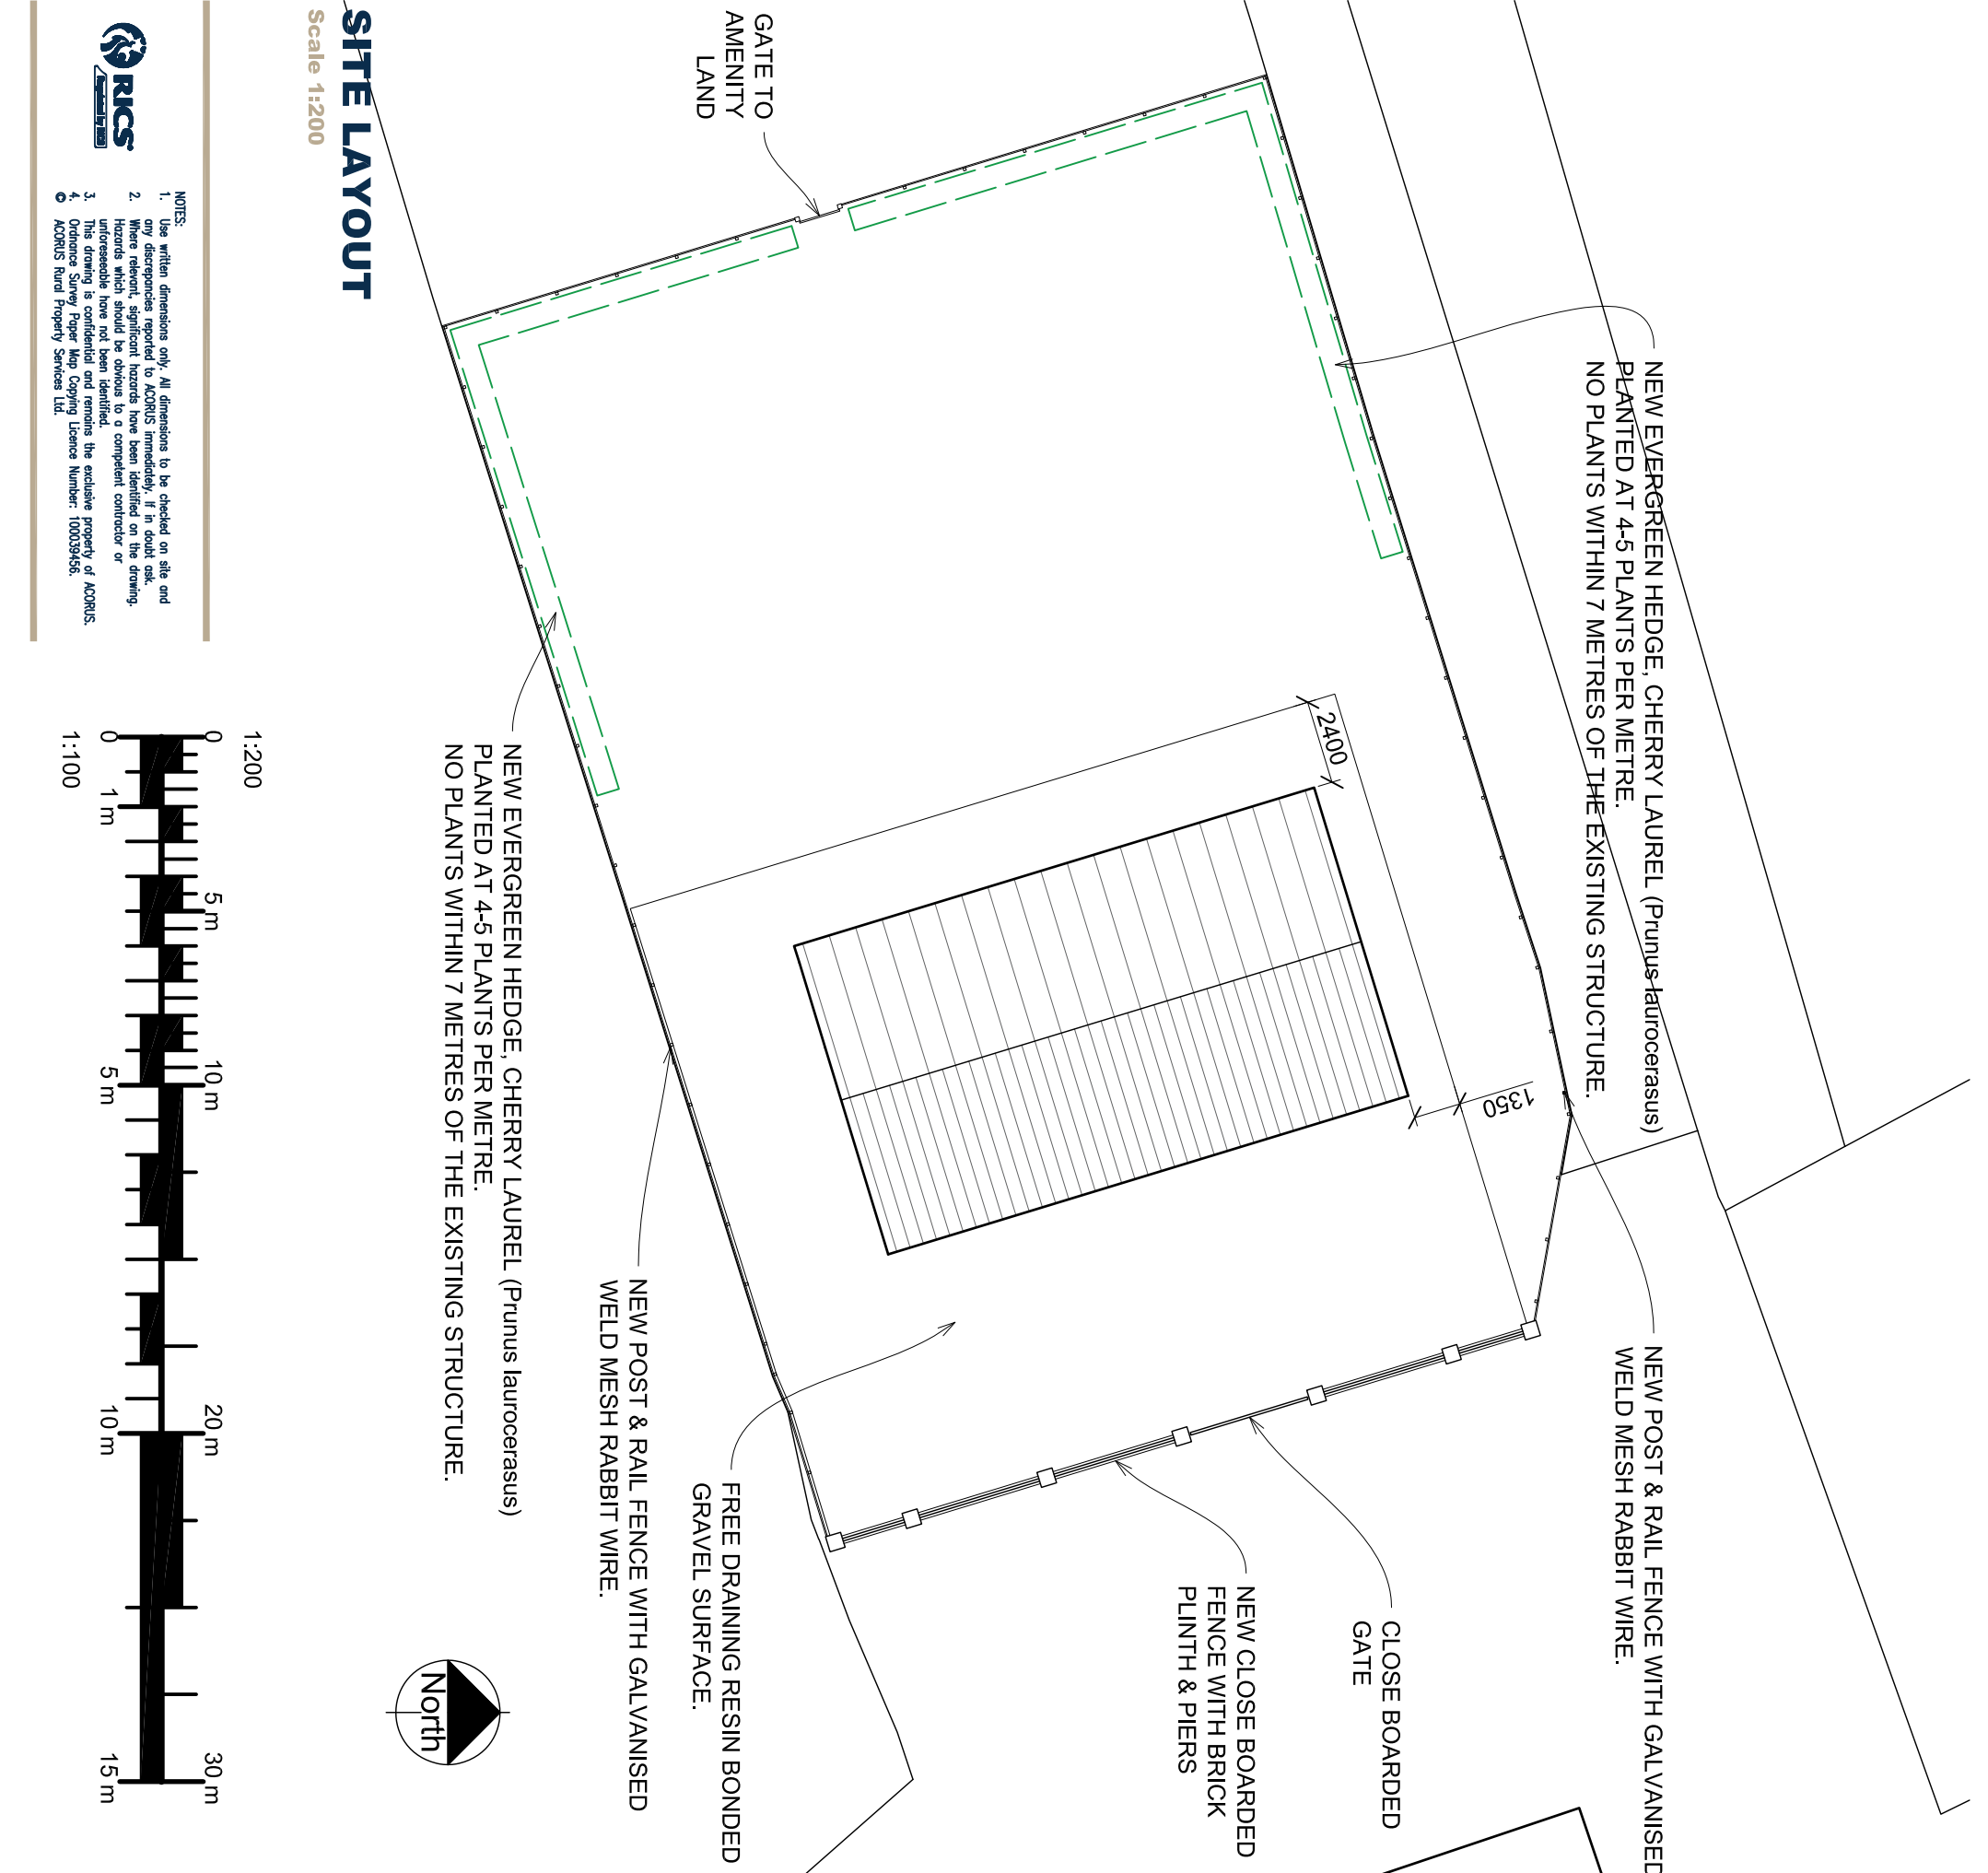 NEW EVERGREEN HEDGE, CHERRY LAUREL (Prunus laurocerasus)
PLANTED AT 4-5 PLANTS PER METRE.
NO PLANTS WITHIN 7 METRES OF THE EXISTING STRUCTURE.
NEW POST & RAIL FENCE WITH GALVANISED
WELD MESH RABBIT WIRE.
1350
2400
CLOSE BOARDED
GATE
NEW CLOSE BOARDED
FENCE WITH BRICK
PLINTH & PIERS
GATE TO
AMENITY
LAND
FREE DRAINING RESIN BONDED
GRAVEL SURFACE.
NEW POST & RAIL FENCE WITH GALVANISED
WELD MESH RABBIT WIRE.
NEW EVERGREEN HEDGE, CHERRY LAUREL (Prunus laurocerasus)
PLANTED AT 4-5 PLANTS PER METRE.
NO PLANTS WITHIN 7 METRES OF THE EXISTING STRUCTURE.
North
SITE LAYOUT
Scale 1:200
1:200
0 5 m 10 m 20 m 30 m
0 1 m 5 m 10 m 15 m
1:100
RICS
Regulated by RICS
NOTES:
1. Use written dimensions only. All dimensions to be checked on site and
any discrepancies reported to ACORUS immediately. If in doubt ask.
2. Where relevant, significant hazards have been identified on the drawing.
Hazards which should be obvious to a competent contractor or
unforeseeable have not been identified.
3. This drawing is confidential and remains the exclusive property of ACORUS.
4. Ordnance Survey Paper Map Copying Licence Number: 100039456.
© ACORUS Rural Property Services Ltd.